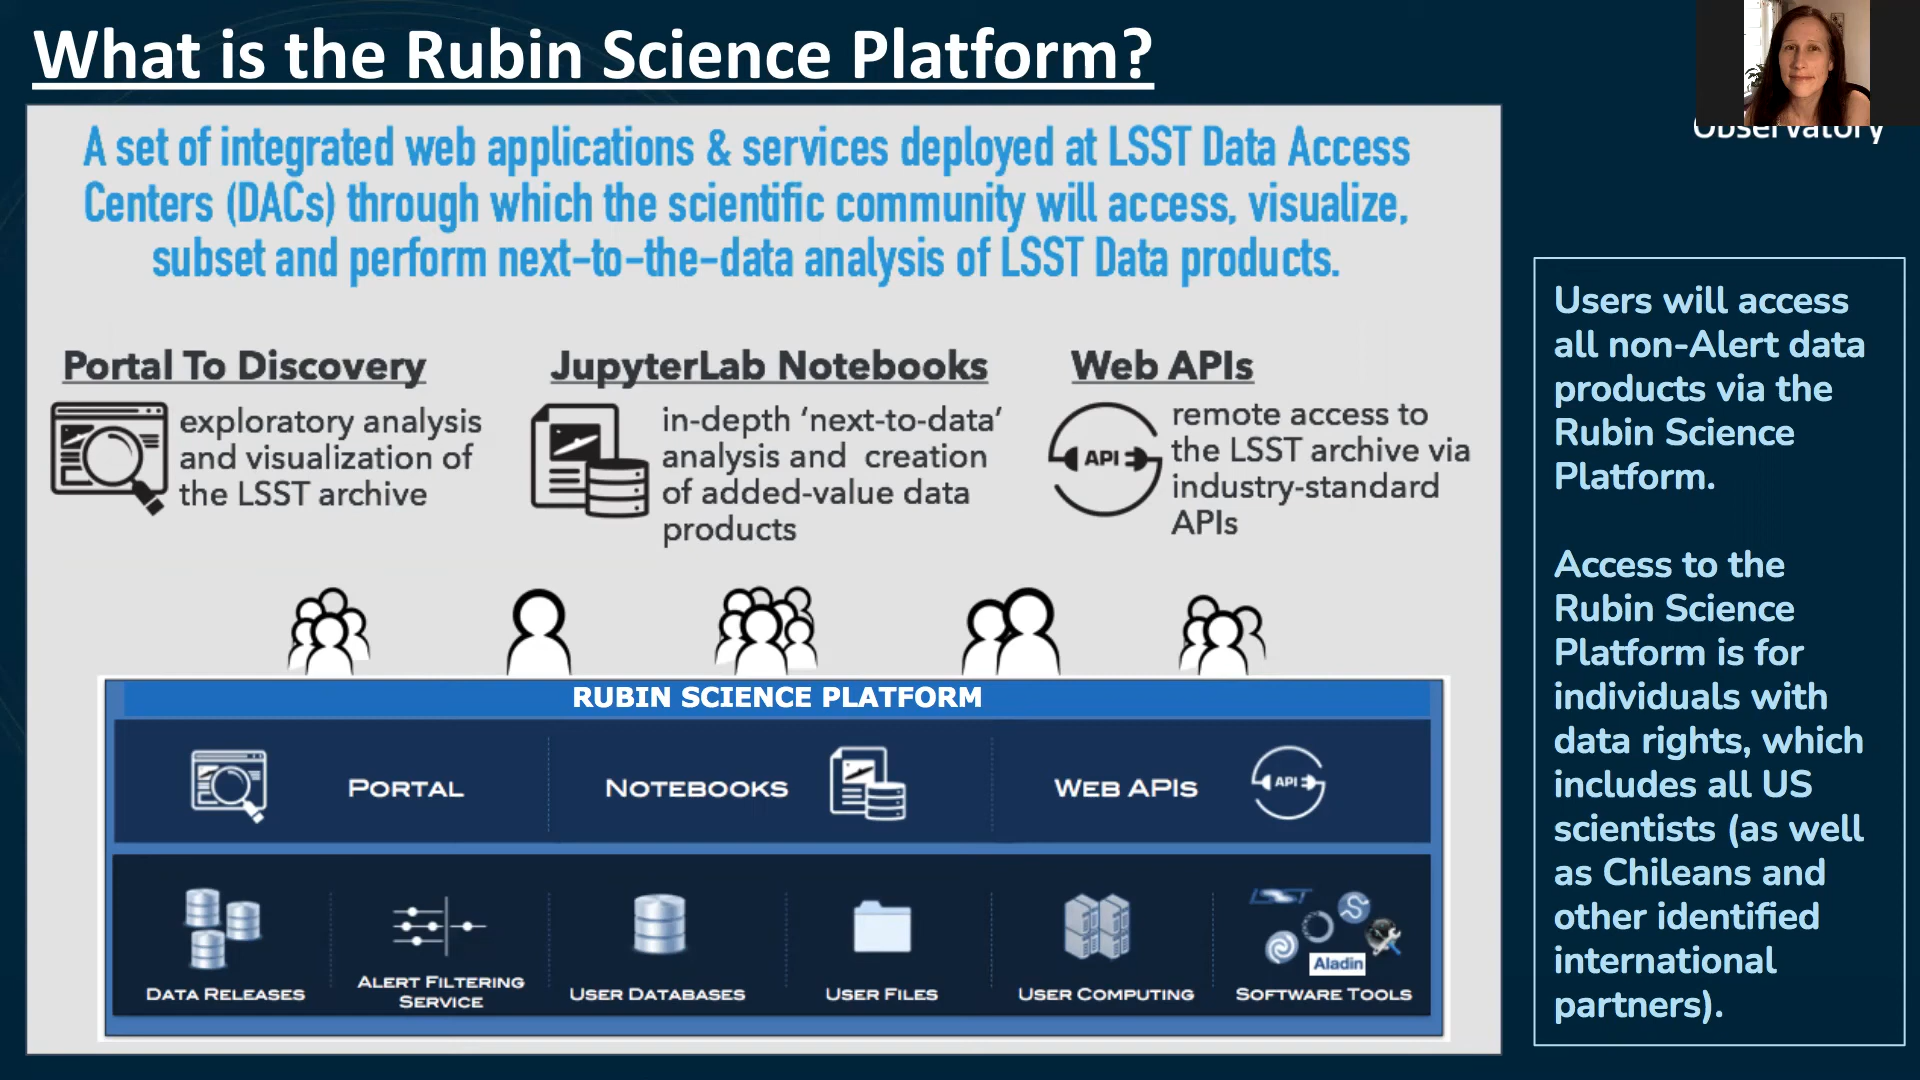 What is the Rubin Science Platform?
Observatory
A set of integrated web applications & services deployed at LSST Data Access
Centers (DACs) through which the scientific community will access, visualize,
subset and perform next-to-the-data analysis of LSST Data products.
Portal To Discovery
exploratory analysis
and visualization of
the LSST archive
JupyterLab Notebooks
in-depth ‘next-to-data’
analysis and creation
of added-value data
products
Web APIs
API
remote access to
the LSST archive via
industry-standard
APIs
RUBIN SCIENCE PLATFORM
PORTAL
NOTEBOOKS
WEB APIS
API
DATA RELEASES
ALERT FILTERING
SERVICE
USER DATABASES
USER FILES
USER COMPUTING
LSST
Aladin
SOFTWARE TOOLS
Users will access
all non-Alert data
products via the
Rubin Science
Platform.
Access to the
Rubin Science
Platform is for
individuals with
data rights, which
includes all US
scientists (as well
as Chileans and
other identified
international
partners).